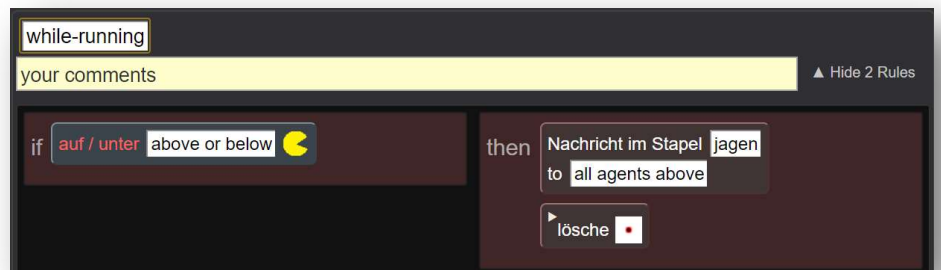 while-running
your comments
▲ Hide 2 Rules
if auf / unter above or below
then Nachricht im Stapel jagen
to all agents above
lösche